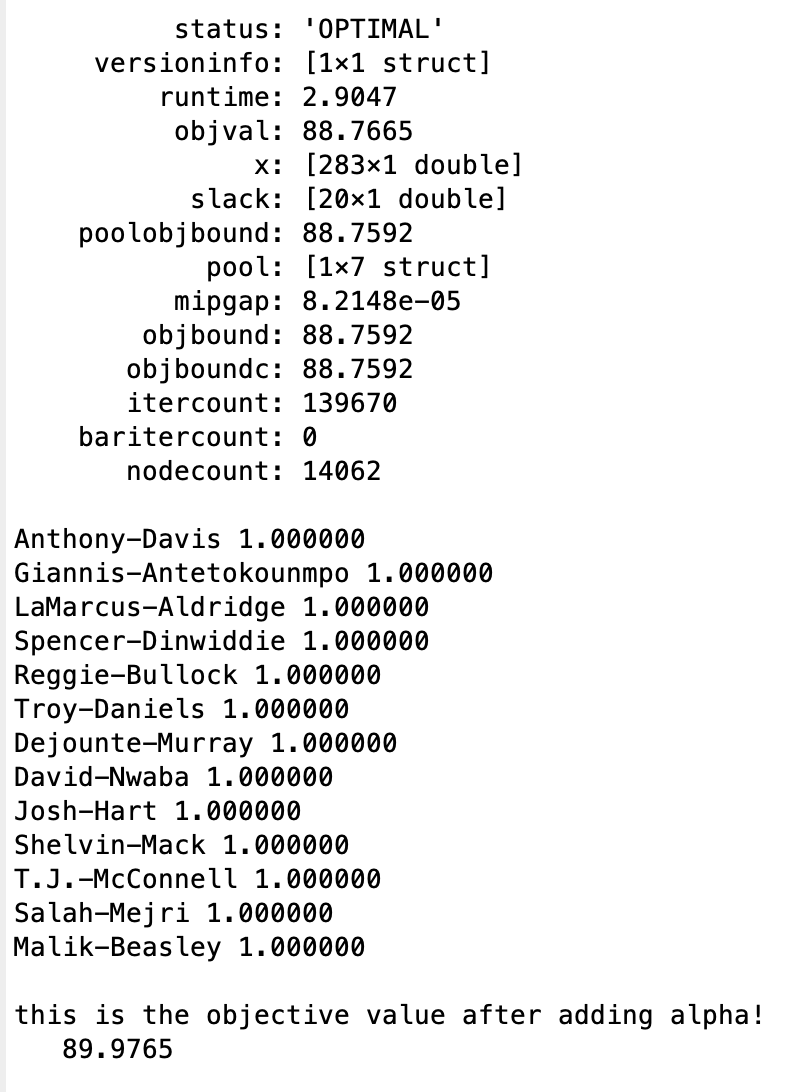 status: 'OPTIMAL'
versioninfo: [1×1 struct]
runtime: 2.9047
objval: 88.7665
x: [283×1 double]
slack: [20×1 double]
poolobjbound: 88.7592
pool: [1×7 struct]
mipgap: 8.2148e-05
objbound: 88.7592
objboundc: 88.7592
itercount: 139670
baritercount: 0
nodecount: 14062
Anthony-Davis 1.000000
Giannis-Antetokounmpo 1.000000
LaMarcus-Aldridge 1.000000
Spencer-Dinwiddie 1.000000
Reggie-Bullock 1.000000
Troy-Daniels 1.000000
Dejounte-Murray 1.000000
David-Nwaba 1.000000
Josh-Hart 1.000000
Shelvin-Mack 1.000000
T.J.-McConnell 1.000000
Salah-Mejri 1.000000
Malik-Beasley 1.000000
this is the objective value after adding alpha!
89.9765